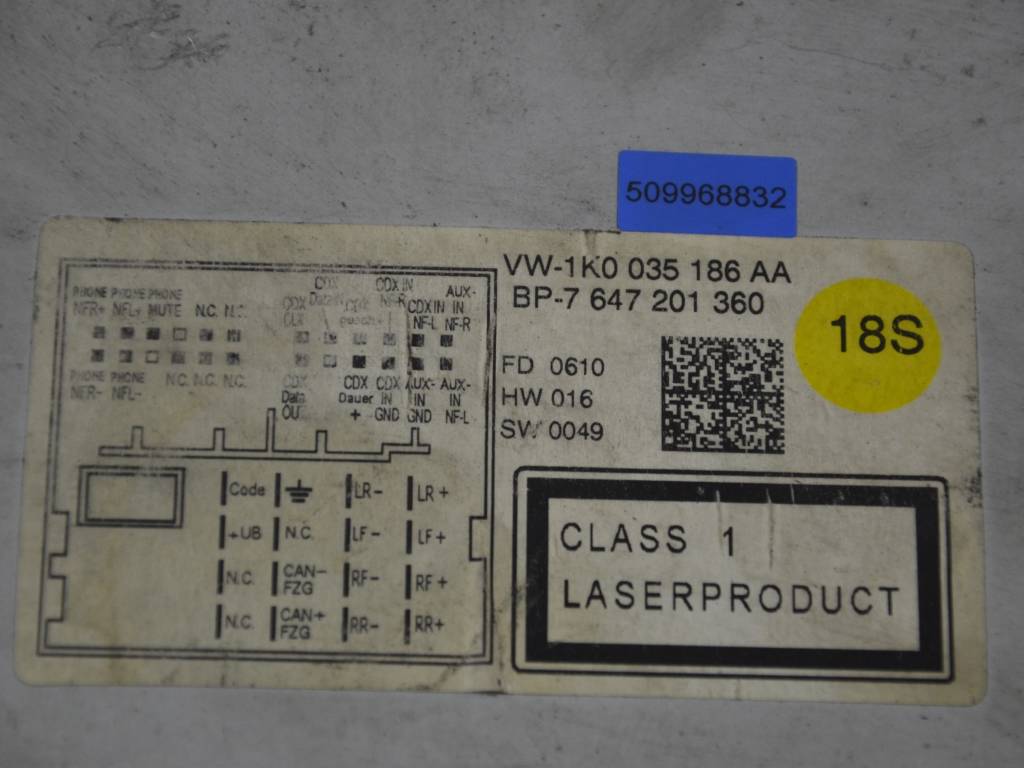 509968832
VW-1K0 035 186 AA
BP-7 647 201 360
18S
FD 0610
HW 016
SW 0049
CLASS 1
LASERPRODUCT
PHONE PHONE PHONE
NFR+ NFL+ MUTE N.C. N.C.
CDX CDX IN AUX-
NF-R CDX IN IN
CLK NF-L NF-R
PHONE PHONE N.C. N.C. N.C.
NFR- NFL-
CDX CDX CDX AUX- AUX-
Data Dauer IN IN IN
OUT + GND GND NF-L
Code LR- LR+
+UB N.C. LF- LF+
N.C. CAN- FZG RF- RF+
N.C. CAN+ FZG RR- RR+